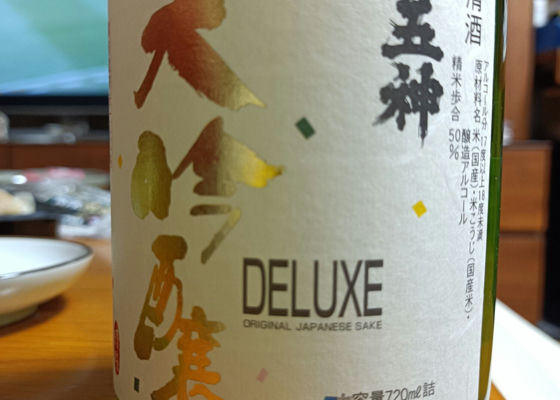 清酒
アルコール分 17度以上18度未満
原材料名 米(国産)・米こうじ(国産米)・
醸造アルコール
精米歩合 50%
五神
大吟醸
DELUXE
ORIGINAL JAPANESE SAKE
容量720ml詰